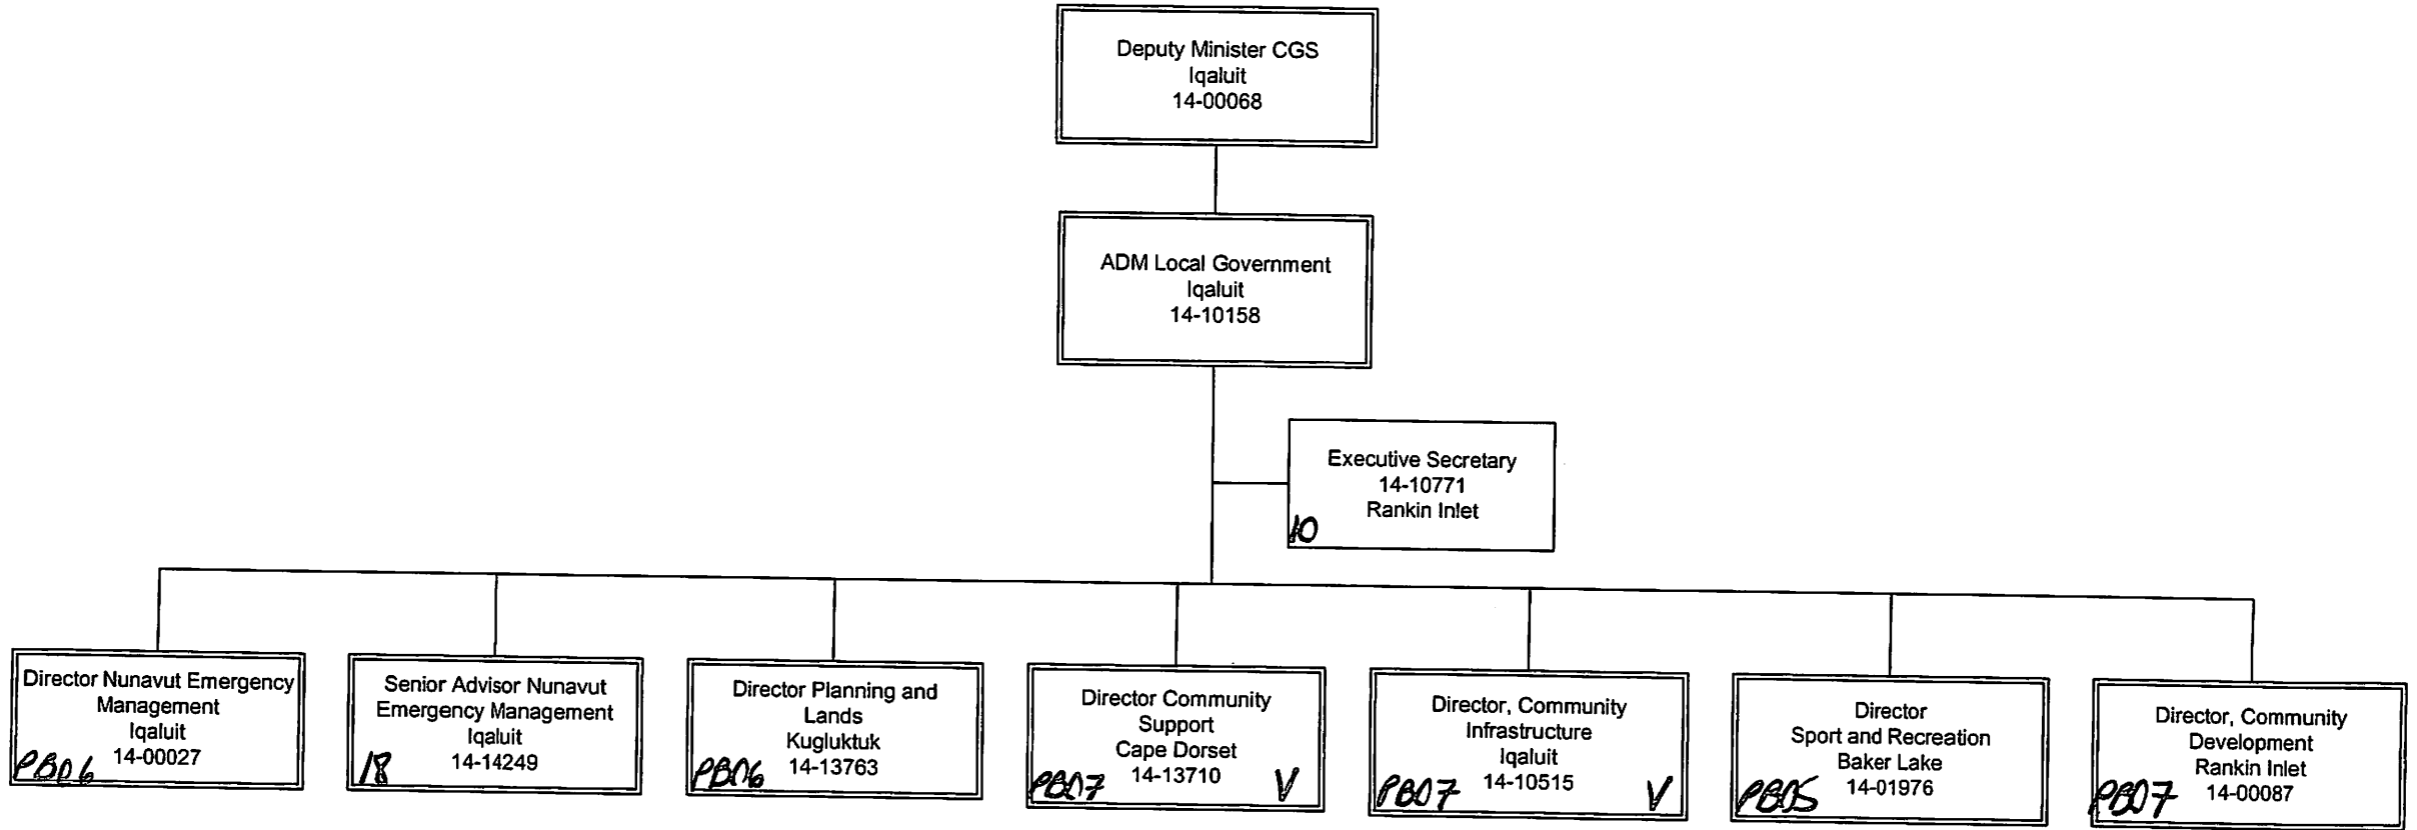 Deputy Minister CGS
Iqaluit
14-00068
ADM Local Government
Iqaluit
14-10158
Executive Secretary
14-10771
Rankin Inlet
10
Director Nunavut Emergency
Management
Iqaluit
14-00027
PB06
Senior Advisor Nunavut
Emergency Management
Iqaluit
14-14249
18
Director Planning and
Lands
Kugluktuk
14-13763
PB06
Director Community
Support
Cape Dorset
14-13710
PB07 V
Director, Community
Infrastructure
Iqaluit
14-10515
PB07 V
Director
Sport and Recreation
Baker Lake
14-01976
PB05
Director, Community
Development
Rankin Inlet
14-00087
PB07